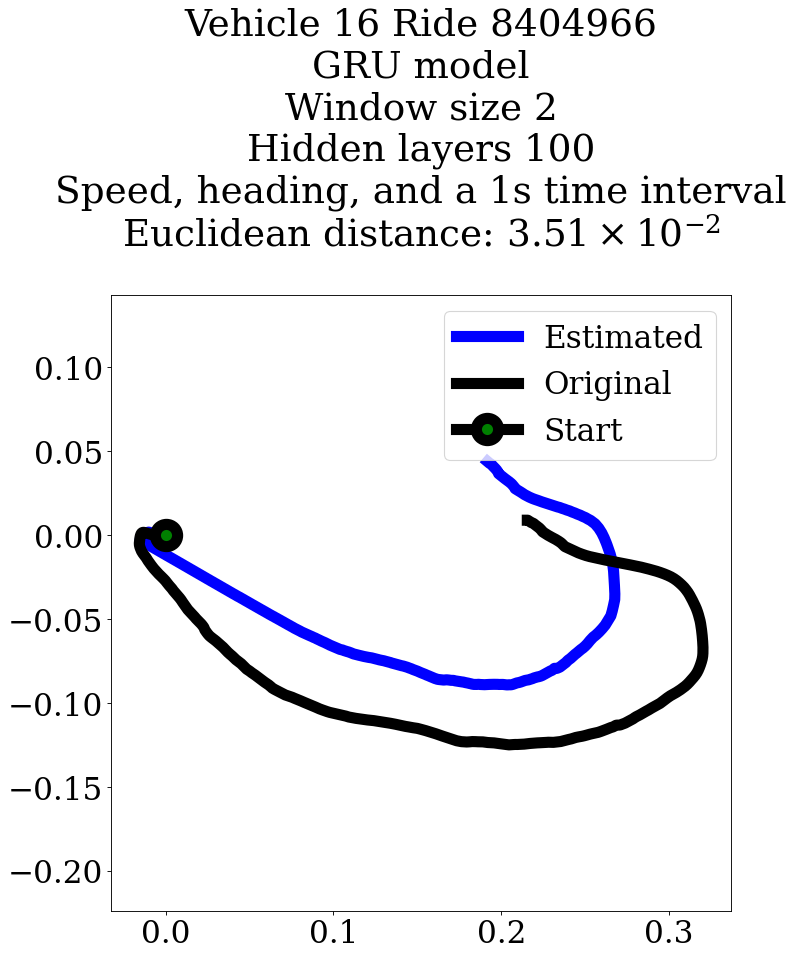 Vehicle 16 Ride 8404966
GRU model
Window size 2
Hidden layers 100
Speed, heading, and a 1s time interval
Euclidean distance: 3.51 × 10⁻²
Estimated
Original
Start
0.10
0.05
0.00
−0.05
−0.10
−0.15
−0.20
0.0 0.1 0.2 0.3